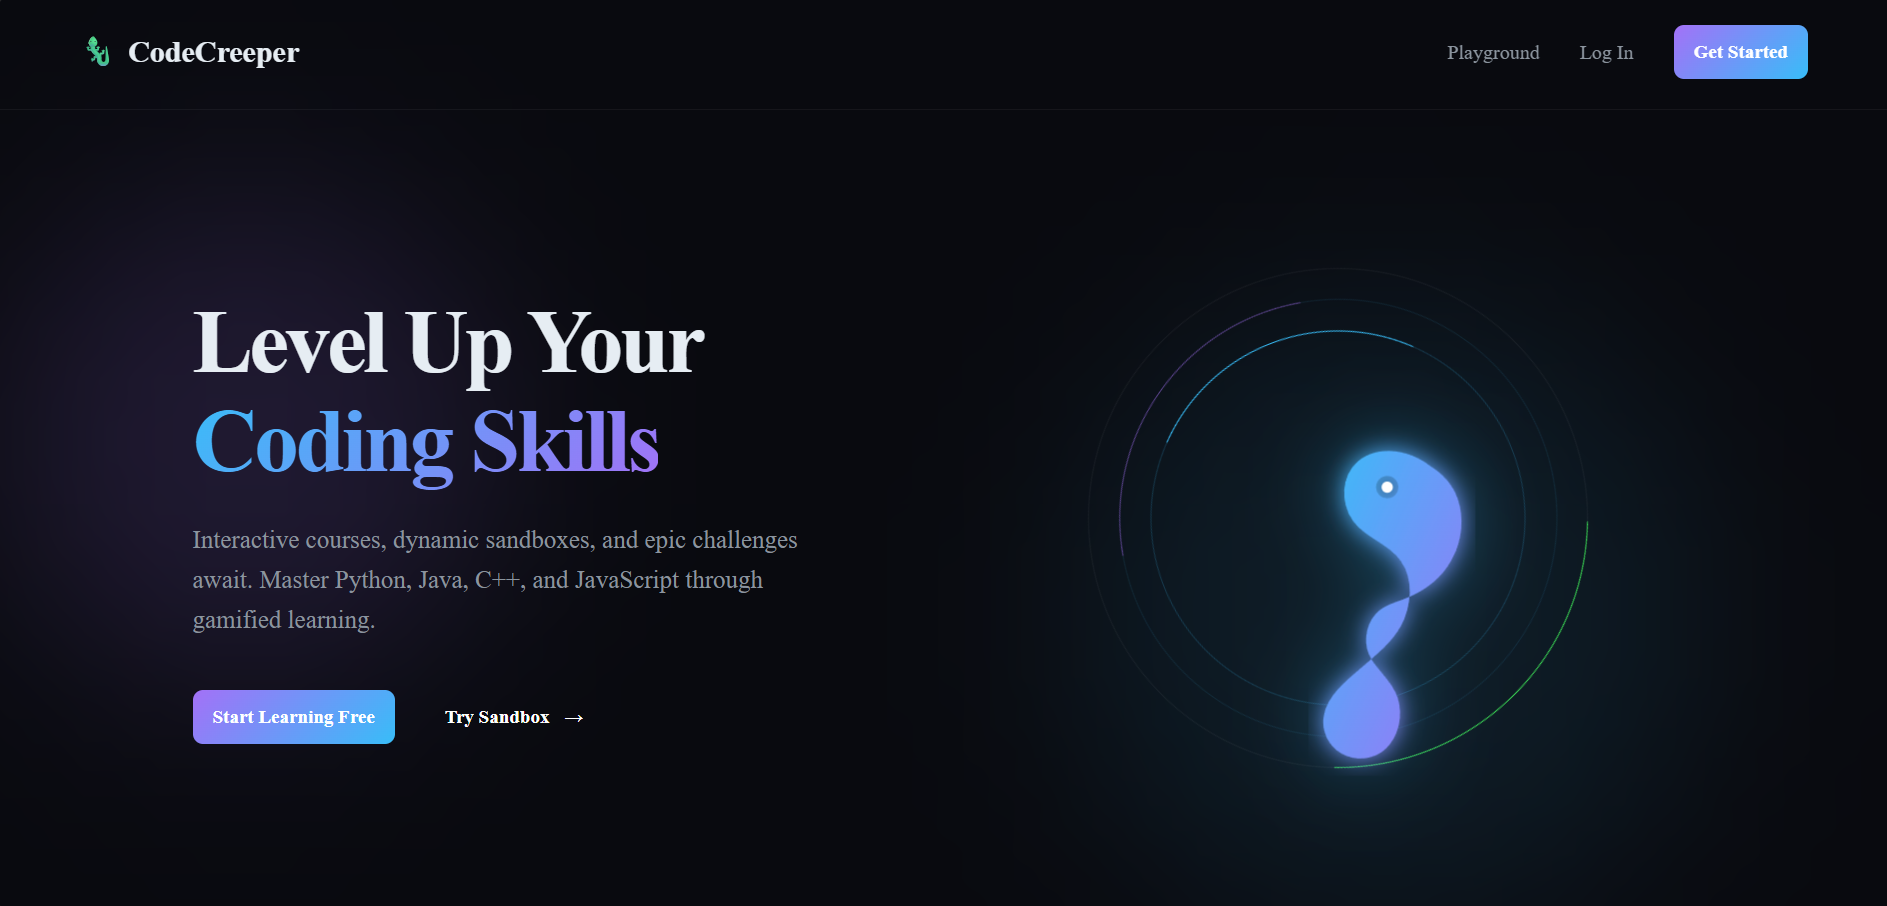 CodeCreeper
Playground
Log In
Get Started
Level Up Your
Coding Skills
Interactive courses, dynamic sandboxes, and epic challenges
await. Master Python, Java, C++, and JavaScript through
gamified learning.
Start Learning Free
Try Sandbox →